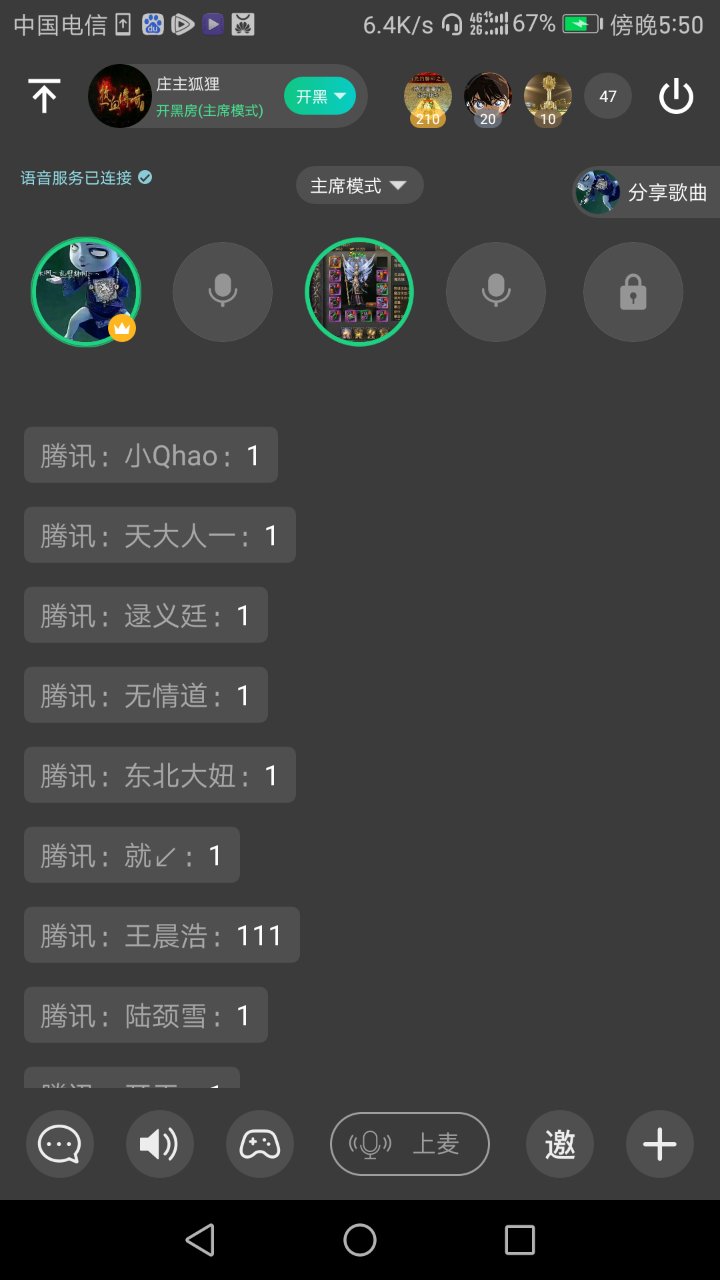 中国电信 6.4K/s 4G 2G 67% 傍晚5:50
庄主狐狸
开黑房(主席模式)
开黑
210 20 10 47
语音服务已连接
主席模式
分享歌曲
腾讯：小Qhao：1
腾讯：天大人一：1
腾讯：逯义廷：1
腾讯：无情道：1
腾讯：东北大妞：1
腾讯：就↙：1
腾讯：王晨浩：111
腾讯：陆颈雪：1
上麦
邀